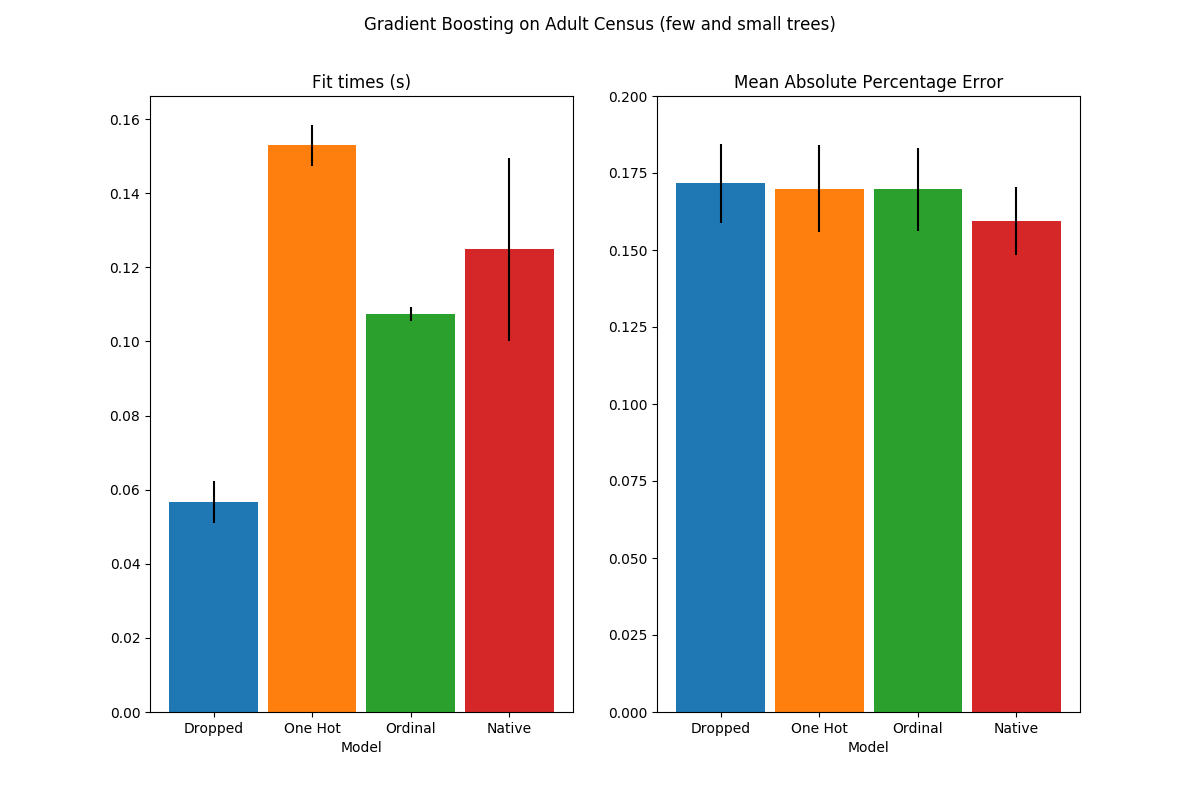 Gradient Boosting on Adult Census (few and small trees)
Fit times (s)
0.16
0.14
0.12
0.10
0.08
0.06
0.04
0.02
0.00
Dropped One Hot Ordinal Native
Model
Mean Absolute Percentage Error
0.200
0.175
0.150
0.125
0.100
0.075
0.050
0.025
0.000
Dropped One Hot Ordinal Native
Model